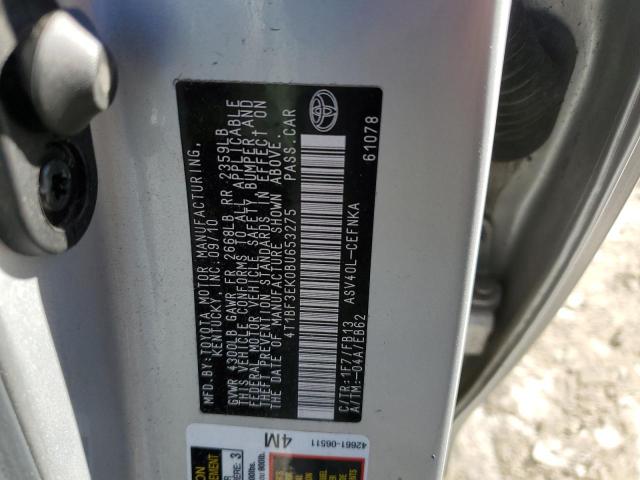 MFD.BY:TOYOTA MOTOR MANUFACTURING,
KENTUCKY, INC. 09/10
GVWR 4300LB GAWR FR 2668LB RR 2359LB
THIS VEHICLE CONFORMS TO ALL APPLICABLE
FEDERAL MOTOR VEHICLE SAFETY, BUMPER AND
THEFT PREVENTION STANDARDS IN EFFECT ON
THE DATE OF MANUFACTURE SHOWN ABOVE.
4T1BF3EK0BU653275 PASS.CAR
C/TR:1F7/FB13 ASV40L-CEFNKA
A/TM:-04A/EB62
61078
TOYOTA
4M
42661-06511
3